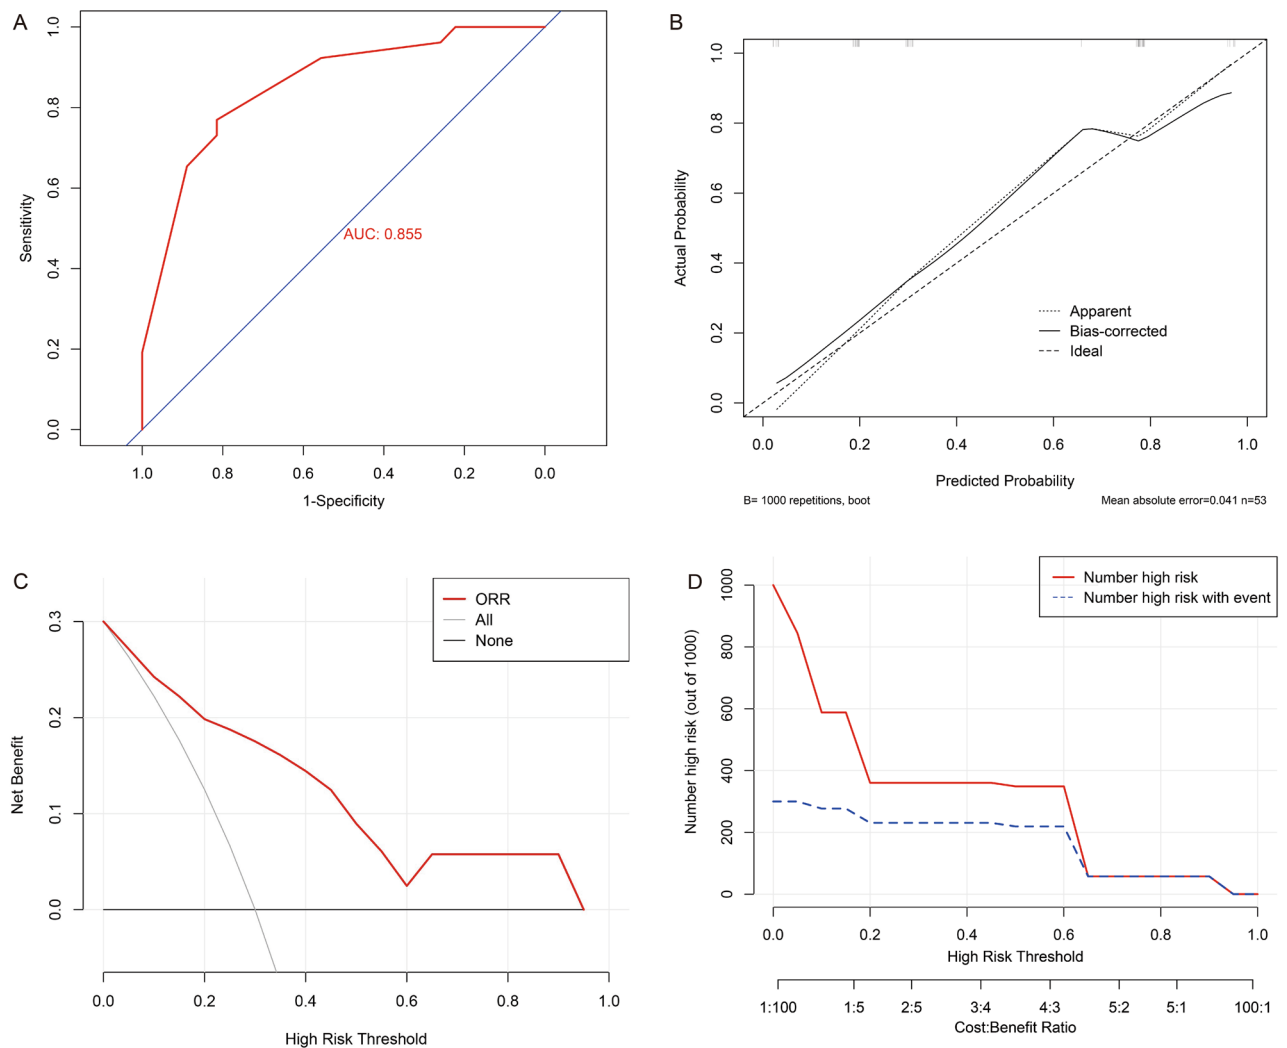 A
1.0
0.8
0.6
0.4
0.2
0.0
Sensitivity
AUC: 0.855
1.0
0.8
0.6
0.4
0.2
0.0
1-Specificity
B
1.0
0.8
0.6
0.4
0.2
0.0
Actual Probability
Apparent
Bias-corrected
Ideal
0.0
0.2
0.4
0.6
0.8
1.0
Predicted Probability
B= 1000 repetitions, boot
Mean absolute error=0.041 n=53
C
0.3
0.2
0.1
0.0
Net Benefit
ORR
All
None
0.0
0.2
0.4
0.6
0.8
1.0
High Risk Threshold
D
1000
800
600
400
200
0
Number high risk (out of 1000)
Number high risk
Number high risk with event
0.0
0.2
0.4
0.6
0.8
1.0
High Risk Threshold
1:100
1:5
2:5
3:4
4:3
5:2
5:1
100:1
Cost:Benefit Ratio